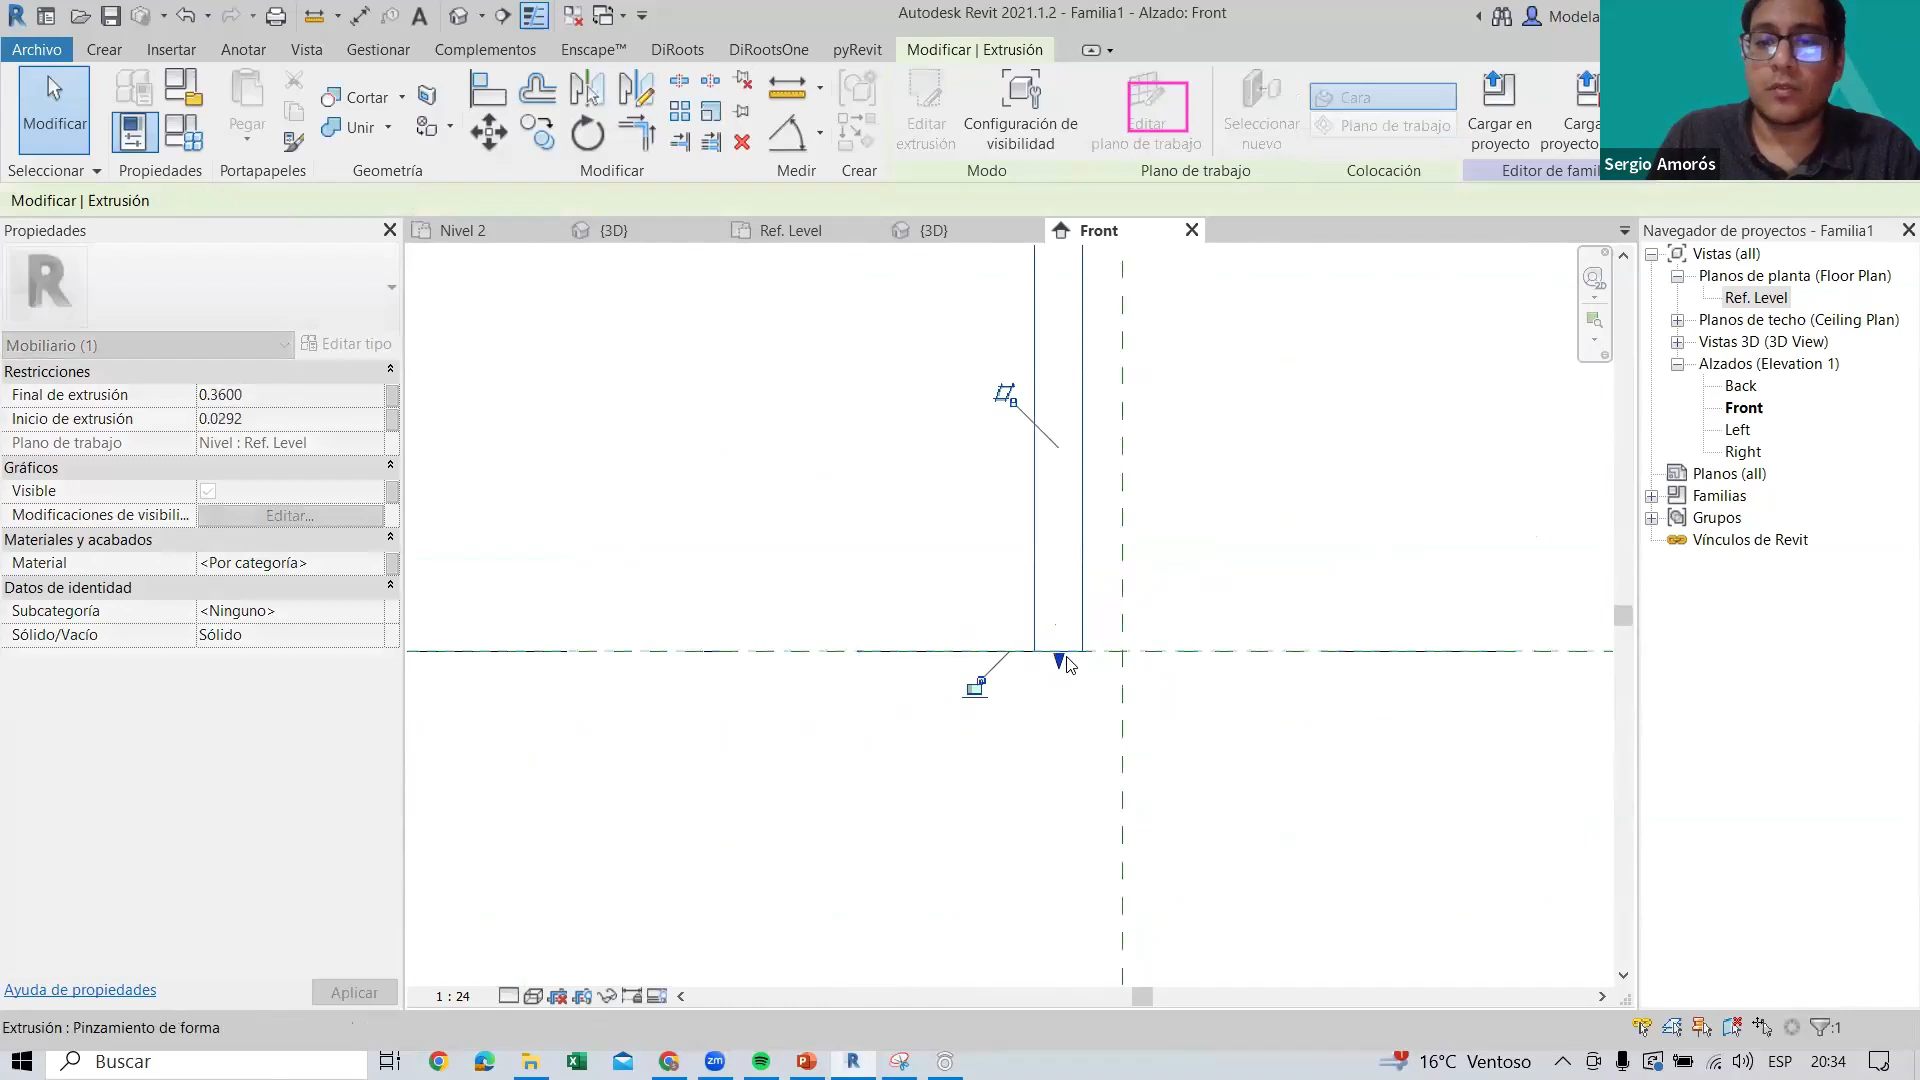 Autodesk Revit 2021.1.2 - Familia1 - Alzado: Front
Modela
Archivo Crear Insertar Anotar Vista Gestionar Complementos Enscape™ DiRoots DiRootsOne pyRevit Modificar | Extrusión
Modificar
Pegar
Cortar
Unir
Editar extrusión
Configuración de visibilidad
Editar plano de trabajo
Seleccionar nuevo
Cara
Plano de trabajo
Cargar en proyecto
Carga
proyecto
Seleccionar Propiedades Portapapeles Geometría Modificar Medir Crear Modo Plano de trabajo Colocación Editor de famil
Sergio Amorós
Modificar | Extrusión
Propiedades
Mobiliario (1)
Editar tipo
Restricciones
Final de extrusión 0.3600
Inicio de extrusión 0.0292
Plano de trabajo Nivel : Ref. Level
Gráficos
Visible
Modificaciones de visibili... Editar...
Materiales y acabados
Material <Por categoría>
Datos de identidad
Subcategoría <Ninguno>
Sólido/Vacío Sólido
Ayuda de propiedades
Aplicar
Nivel 2 {3D} Ref. Level {3D} Front
2D
1 : 24
Navegador de proyectos - Familia1
Vistas (all)
Planos de planta (Floor Plan)
Ref. Level
Planos de techo (Ceiling Plan)
Vistas 3D (3D View)
Alzados (Elevation 1)
Back
Front
Left
Right
Planos (all)
Familias
Grupos
Vínculos de Revit
Extrusión : Pinzamiento de forma
:1
Buscar
zm
16°C Ventoso
ESP
20:34